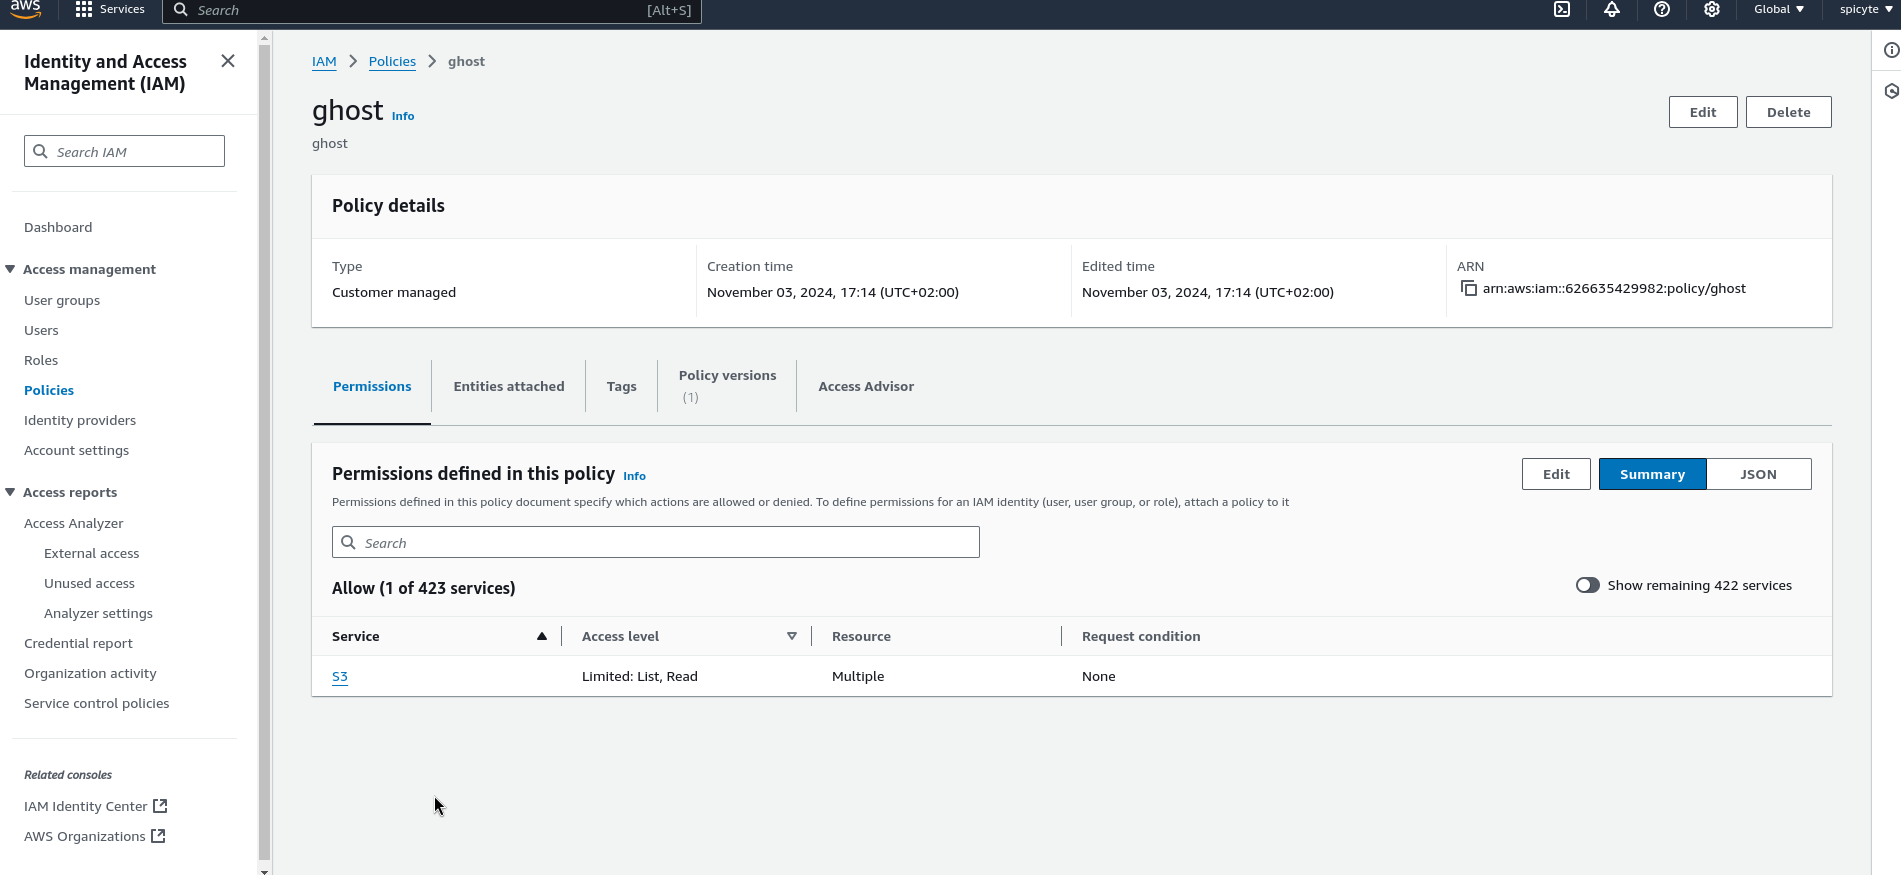 aws
Services
Search
[Alt+S]
Global
spicyte
Identity and Access
Management (IAM)
Search IAM
Dashboard
Access management
User groups
Users
Roles
Policies
Identity providers
Account settings
Access reports
Access Analyzer
External access
Unused access
Analyzer settings
Credential report
Organization activity
Service control policies
Related consoles
IAM Identity Center
AWS Organizations
IAM > Policies > ghost
ghost Info
Edit
Delete
ghost
Policy details
Type
Customer managed
Creation time
November 03, 2024, 17:14 (UTC+02:00)
Edited time
November 03, 2024, 17:14 (UTC+02:00)
ARN
arn:aws:iam::626635429982:policy/ghost
Permissions
Entities attached
Tags
Policy versions
(1)
Access Advisor
Permissions defined in this policy Info
Edit
Summary
JSON
Permissions defined in this policy document specify which actions are allowed or denied. To define permissions for an IAM identity (user, user group, or role), attach a policy to it
Search
Allow (1 of 423 services)
Show remaining 422 services
Service
Access level
Resource
Request condition
S3
Limited: List, Read
Multiple
None